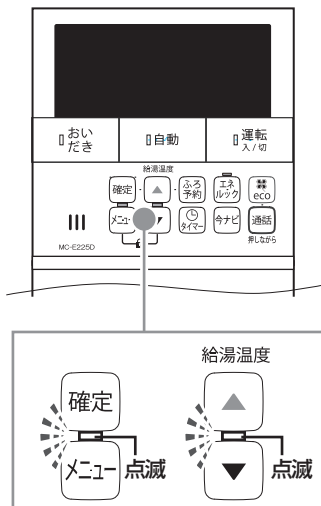 おい
だき
自動
運転
入/切
給湯温度
確定
ふろ
予約
エネ
ルック
eco
メニュー
タイマー
今ナビ
通話
押しながら
MC-E225D
給湯温度
確定
メニュー
点滅
点滅